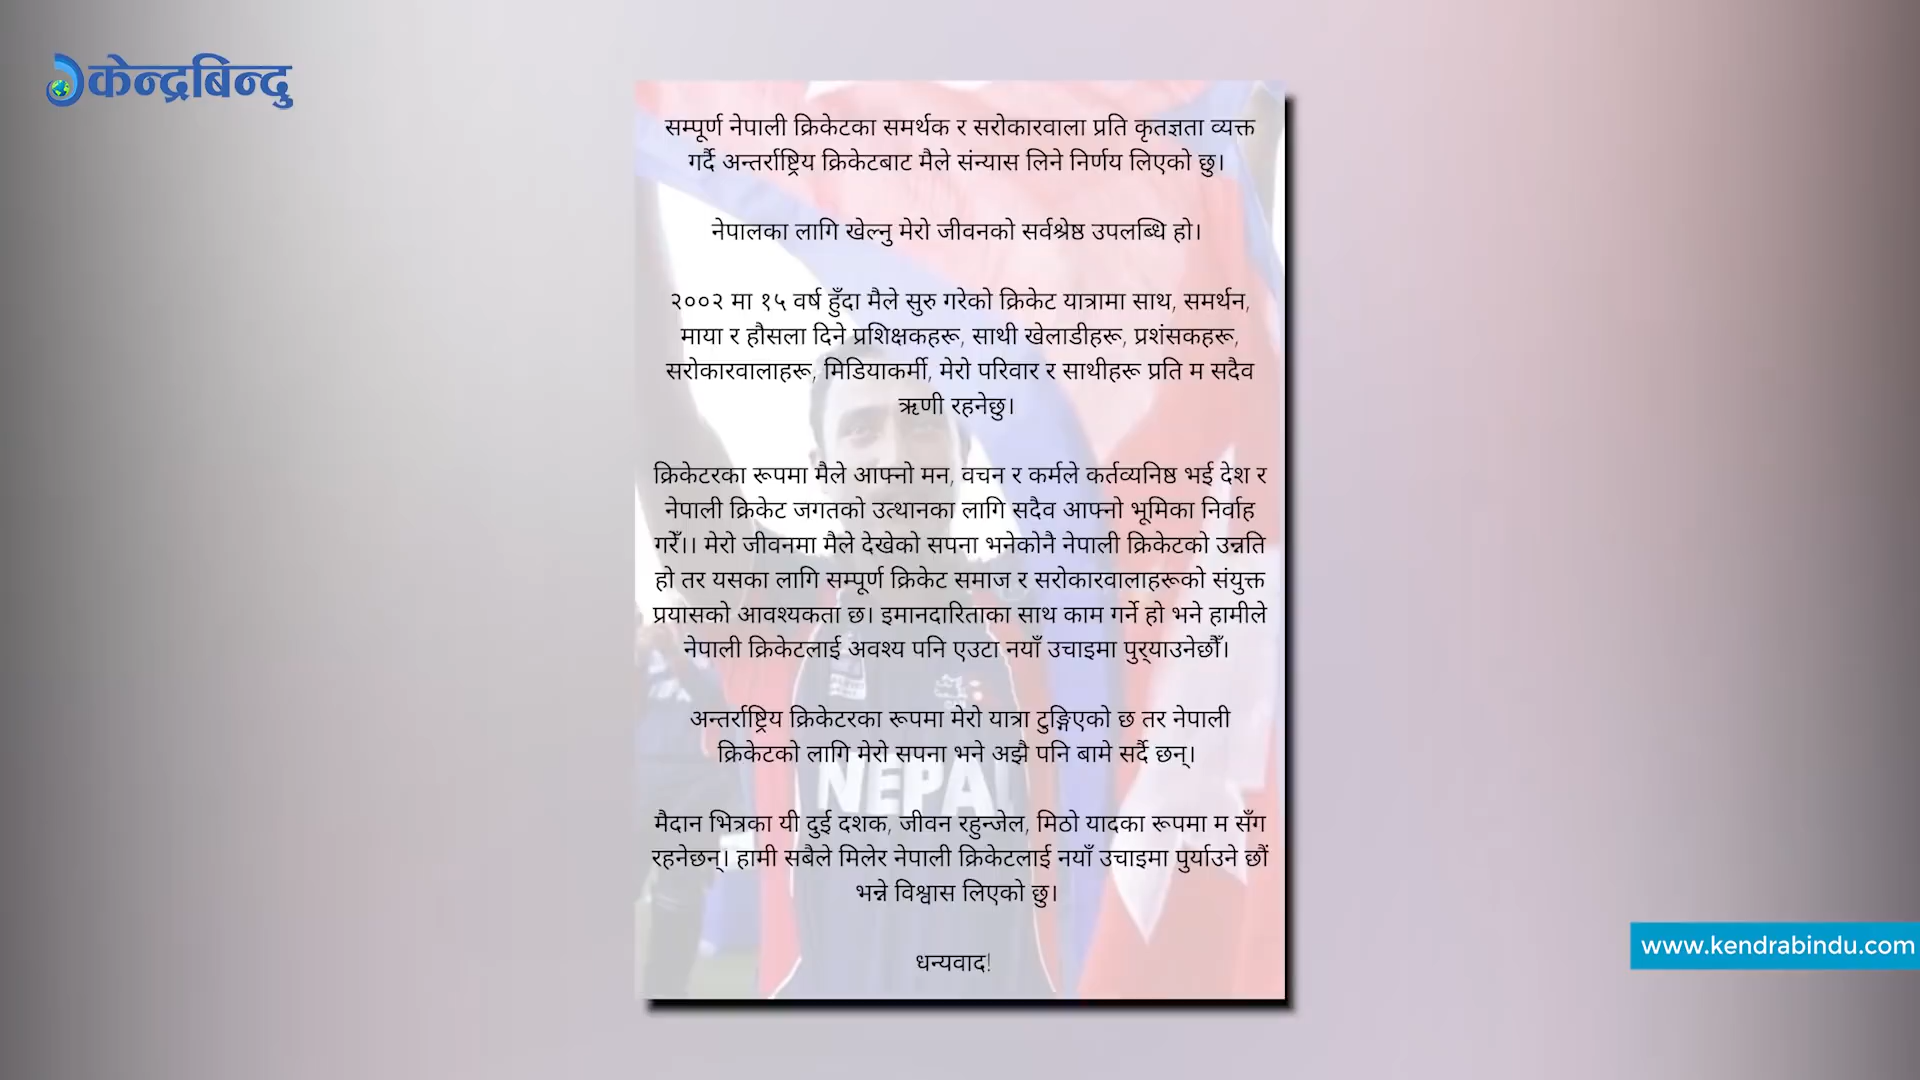 केन्द्रबिन्दु
सम्पूर्ण नेपाली क्रिकेटका समर्थक र सरोकारवाला प्रति कृतज्ञता व्यक्त
गर्दै अन्तर्राष्ट्रिय क्रिकेटबाट मैले संन्यास लिने निर्णय लिएको छु।
नेपालका लागि खेल्नु मेरो जीवनको सर्वश्रेष्ठ उपलब्धि हो।
२००२ मा १५ वर्ष हुँदा मैले सुरु गरेको क्रिकेट यात्रामा साथ, समर्थन,
माया र हौसला दिने प्रशिक्षकहरू, साथी खेलाडीहरू, प्रशंसकहरू,
सरोकारवालाहरू, मिडियाकर्मी, मेरो परिवार र साथीहरू प्रति म सदैव
ऋणी रहनेछु।
क्रिकेटरका रूपमा मैले आफ्नो मन, वचन र कर्मले कर्तव्यनिष्ठ भई देश र
नेपाली क्रिकेट जगतको उत्थानका लागि सदैव आफ्नो भूमिका निर्वाह
गरेँ।। मेरो जीवनमा मैले देखेको सपना भनेकोनै नेपाली क्रिकेटको उन्नति
हो तर यसका लागि सम्पूर्ण क्रिकेट समाज र सरोकारवालाहरूको संयुक्त
प्रयासको आवश्यकता छ। इमानदारिताका साथ काम गर्ने हो भने हामीले
नेपाली क्रिकेटलाई अवश्य पनि एउटा नयाँ उचाइमा पुर्‍याउनेछौँ।
अन्तर्राष्ट्रिय क्रिकेटरका रूपमा मेरो यात्रा टुङ्गिएको छ तर नेपाली
क्रिकेटको लागि मेरो सपना भने अझै पनि बामे सर्दै छन्।
NEPAL
मैदान भित्रका यी दुई दशक, जीवन रहुन्जेल, मिठो यादका रूपमा म सँग
रहनेछन्। हामी सबैले मिलेर नेपाली क्रिकेटलाई नयाँ उचाइमा पुर्याउने छौं
भन्ने विश्वास लिएको छु।
www.kendrabindu.com
धन्यवाद!